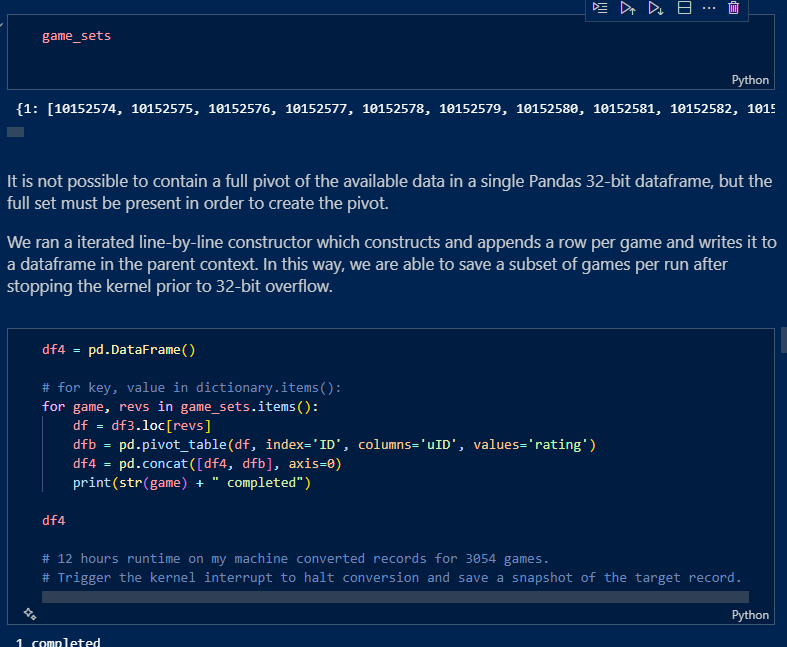 game_sets
Python
{1: [10152574, 10152575, 10152576, 10152577, 10152578, 10152579, 10152580, 10152581, 10152582, 1015
It is not possible to contain a full pivot of the available data in a single Pandas 32-bit dataframe, but the
full set must be present in order to create the pivot.
We ran a iterated line-by-line constructor which constructs and appends a row per game and writes it to
a dataframe in the parent context. In this way, we are able to save a subset of games per run after
stopping the kernel prior to 32-bit overflow.
df4 = pd.DataFrame()
# for key, value in dictionary.items():
for game, revs in game_sets.items():
    df = df3.loc[revs]
    dfb = pd.pivot_table(df, index='ID', columns='uID', values='rating')
    df4 = pd.concat([df4, dfb], axis=0)
    print(str(game) + " completed")
df4
# 12 hours runtime on my machine converted records for 3054 games.
# Trigger the kernel interrupt to halt conversion and save a snapshot of the target record.
Python
1 completed